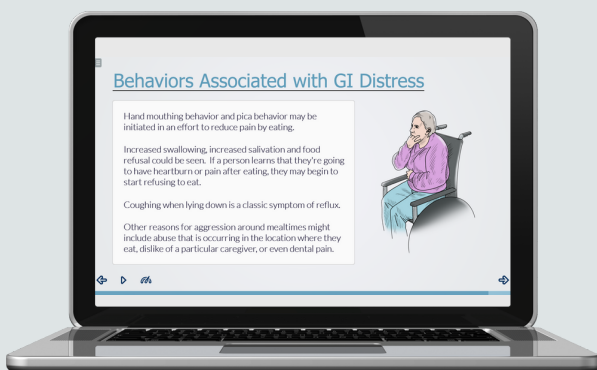 Behaviors Associated with GI Distress
Hand mouthing behavior and pica behavior may be
initiated in an effort to reduce pain by eating.
Increased swallowing, increased salivation and food
refusal could be seen. If a person learns that they're going
to have heartburn or pain after eating, they may begin to
start refusing to eat.
Coughing when lying down is a classic symptom of reflux.
Other reasons for aggression around mealtimes might
include abuse that is occurring in the location where they
eat, dislike of a particular caregiver, or even dental pain.